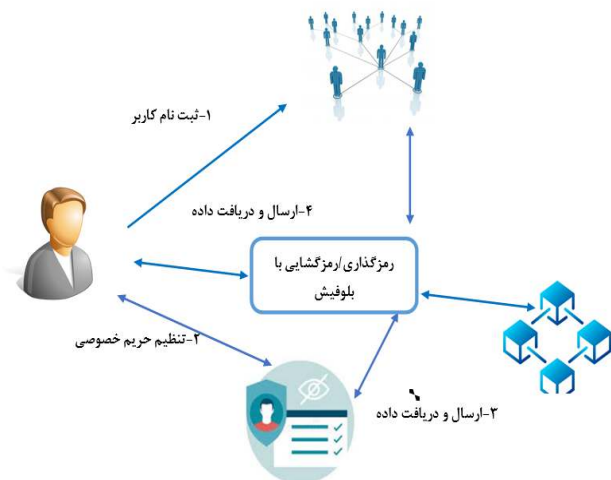 ۱-ثبت نام کاربر
۴-ارسال و دریافت داده
رمزگذاری/رمزگشایی با
بلوفیش
۲-تنظیم حریم خصوصی
۳-ارسال و دریافت داده